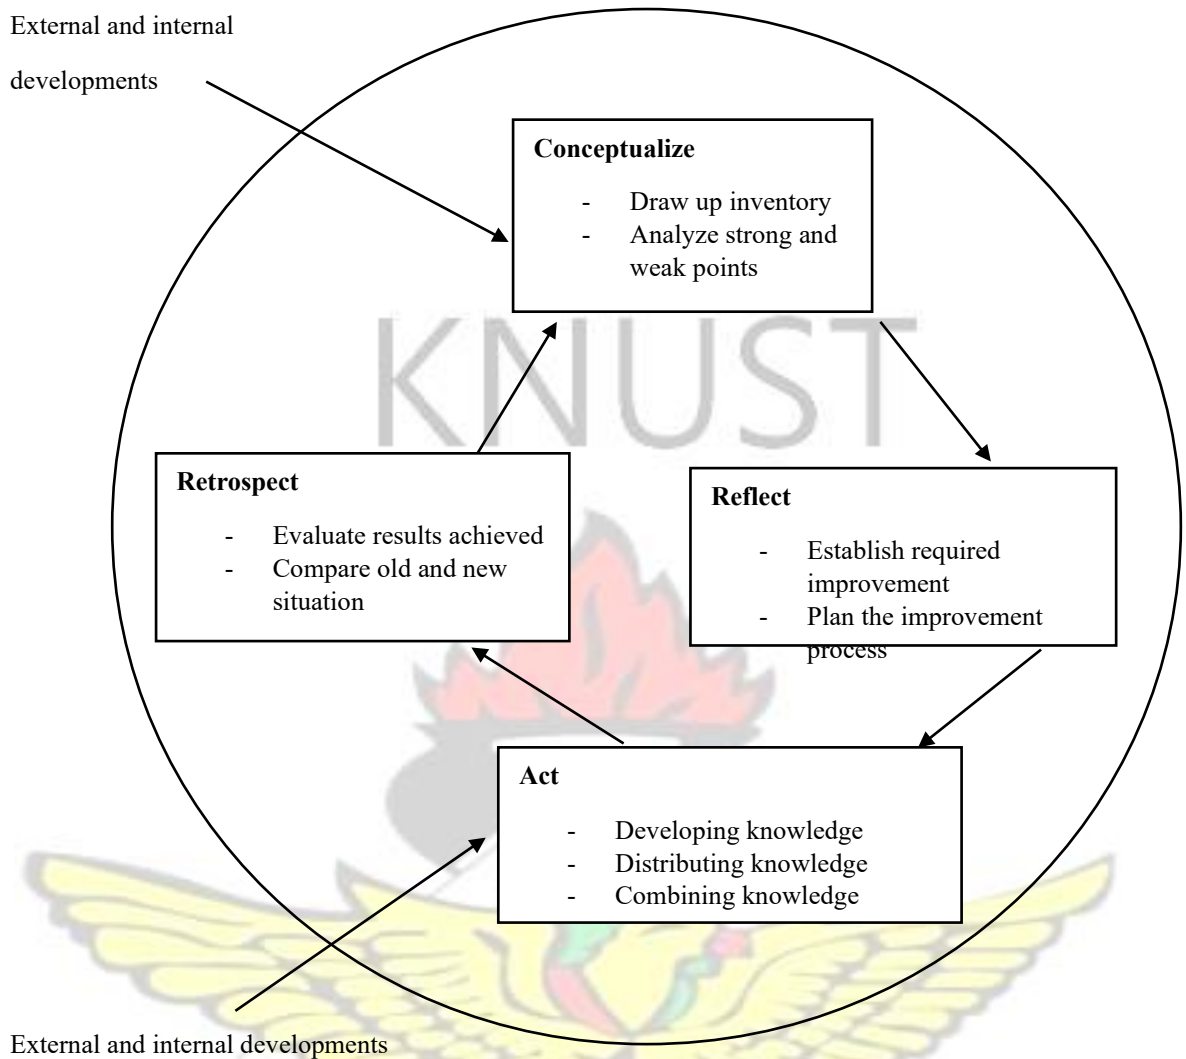 External and internal
developments
Conceptualize
- Draw up inventory
- Analyze strong and
weak points
KNUST
Retrospect
- Evaluate results achieved
- Compare old and new
situation
Reflect
- Establish required
improvement
- Plan the improvement
process
Act
- Developing knowledge
- Distributing knowledge
- Combining knowledge
External and internal developments